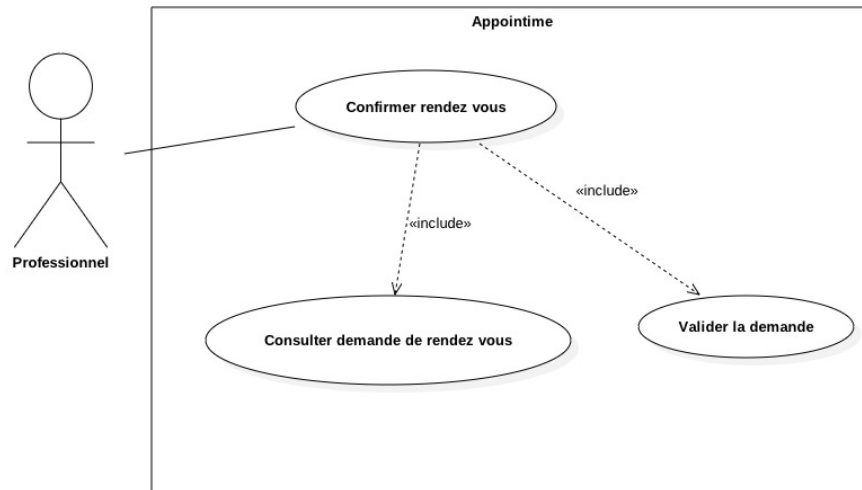 Appointime
Confirmer rendez vous
«include»
«include»
Professionnel
Consulter demande de rendez vous
Valider la demande